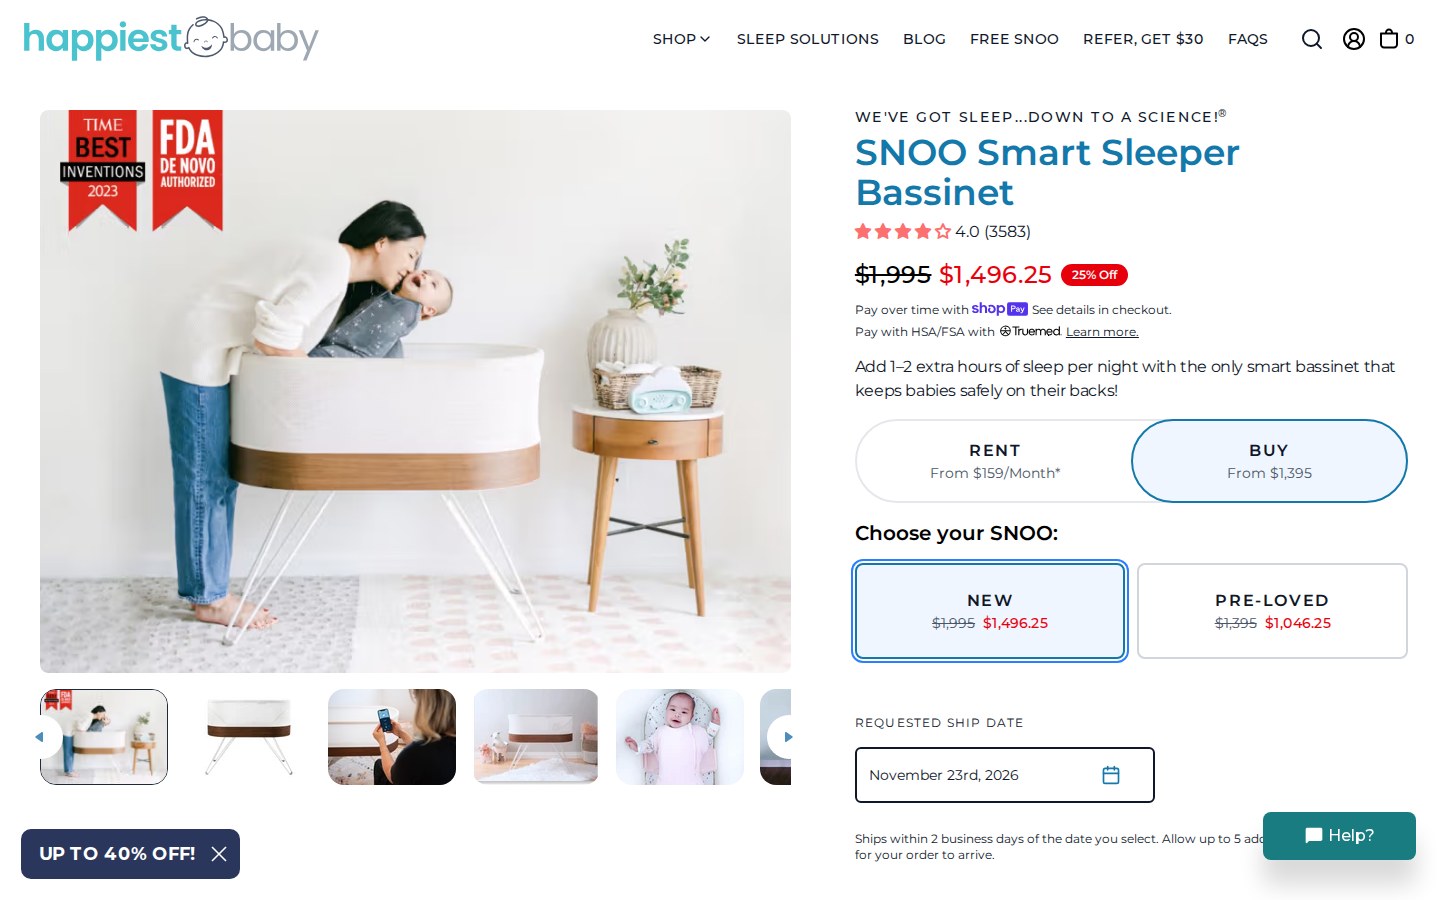 happiest baby
SHOP
SLEEP SOLUTIONS
BLOG
FREE SNOO
REFER, GET $30
FAQS
0
TIME
BEST
INVENTIONS
2023
FDA
DE NOVO
AUTHORIZED
WE'VE GOT SLEEP...DOWN TO A SCIENCE!®
SNOO Smart Sleeper
Bassinet
4.0 (3583)
$1,995 $1,496.25 25% Off
Pay over time with shop Pay See details in checkout.
Pay with HSA/FSA with Truemed. Learn more.
Add 1–2 extra hours of sleep per night with the only smart bassinet that
keeps babies safely on their backs!
RENT
From $159/Month*
BUY
From $1,395
Choose your SNOO:
NEW
$1,995 $1,496.25
PRE-LOVED
$1,395 $1,046.25
REQUESTED SHIP DATE
November 23rd, 2026
Ships within 2 business days of the date you select. Allow up to 5
for your order to arrive.
UP TO 40% OFF!
Help?